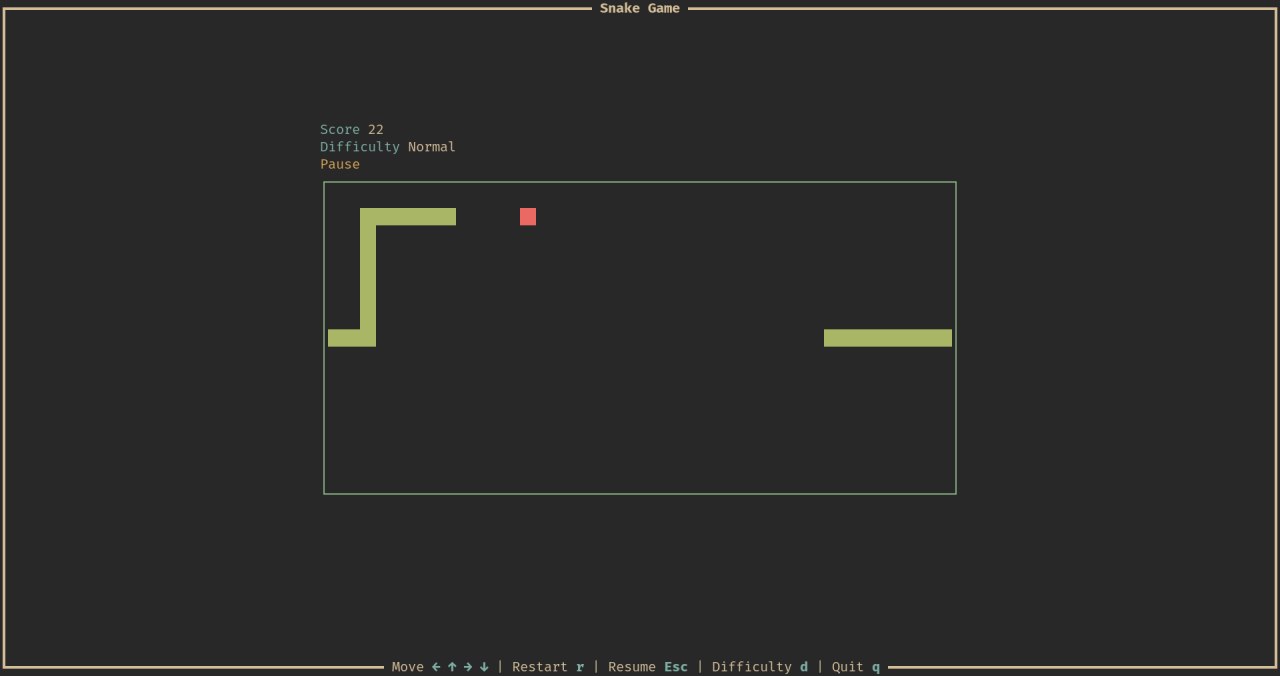 Snake Game
Score 22
Difficulty Normal
Pause
Move ← ↑ → ↓ | Restart r | Resume Esc | Difficulty d | Quit q